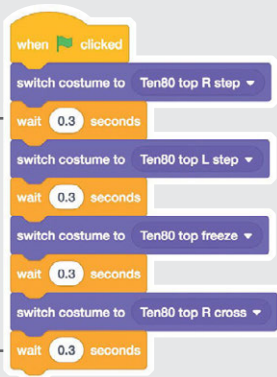 when clicked
switch costume to Ten80 top R step
wait 0.3 seconds
switch costume to Ten80 top L step
wait 0.3 seconds
switch costume to Ten80 top freeze
wait 0.3 seconds
switch costume to Ten80 top R cross
wait 0.3 seconds